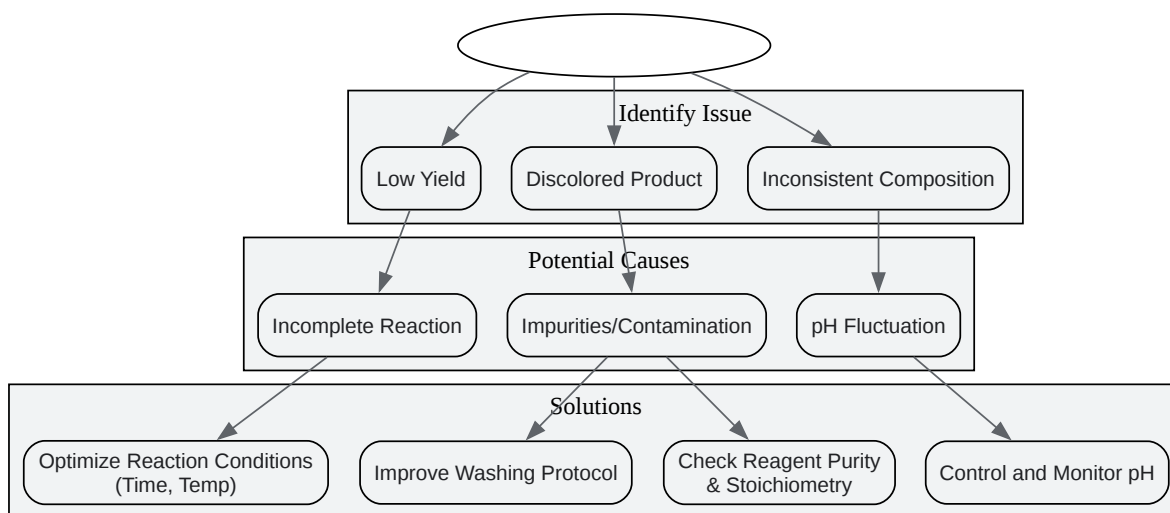 Identify Issue
Low Yield
Discolored Product
Inconsistent Composition
Potential Causes
Incomplete Reaction
Impurities/Contamination
pH Fluctuation
Solutions
Optimize Reaction Conditions
(Time, Temp)
Improve Washing Protocol
Check Reagent Purity
& Stoichiometry
Control and Monitor pH